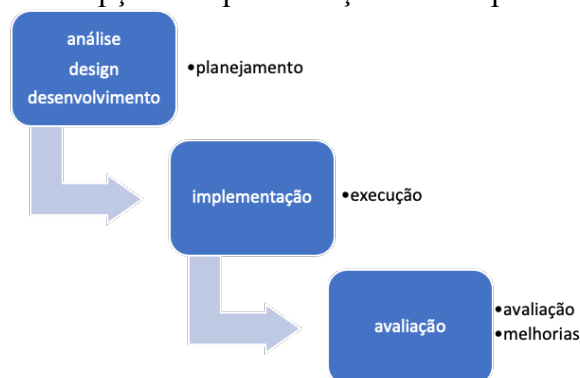 análise
design
desenvolvimento
•planejamento
implementação
•execução
avaliação
•avaliação
•melhorias